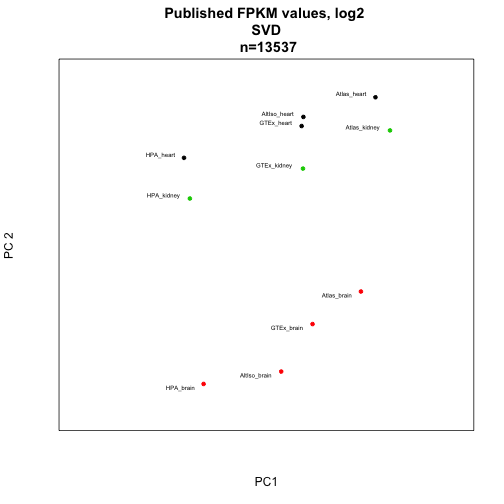 Published FPKM values, log2
SVD
n=13537
Atlas_heart
AltIso_heart
GTEx_heart
Atlas_kidney
HPA_heart
GTEx_kidney
HPA_kidney
PC 2
Atlas_brain
GTEx_brain
AltIso_brain
HPA_brain
PC1